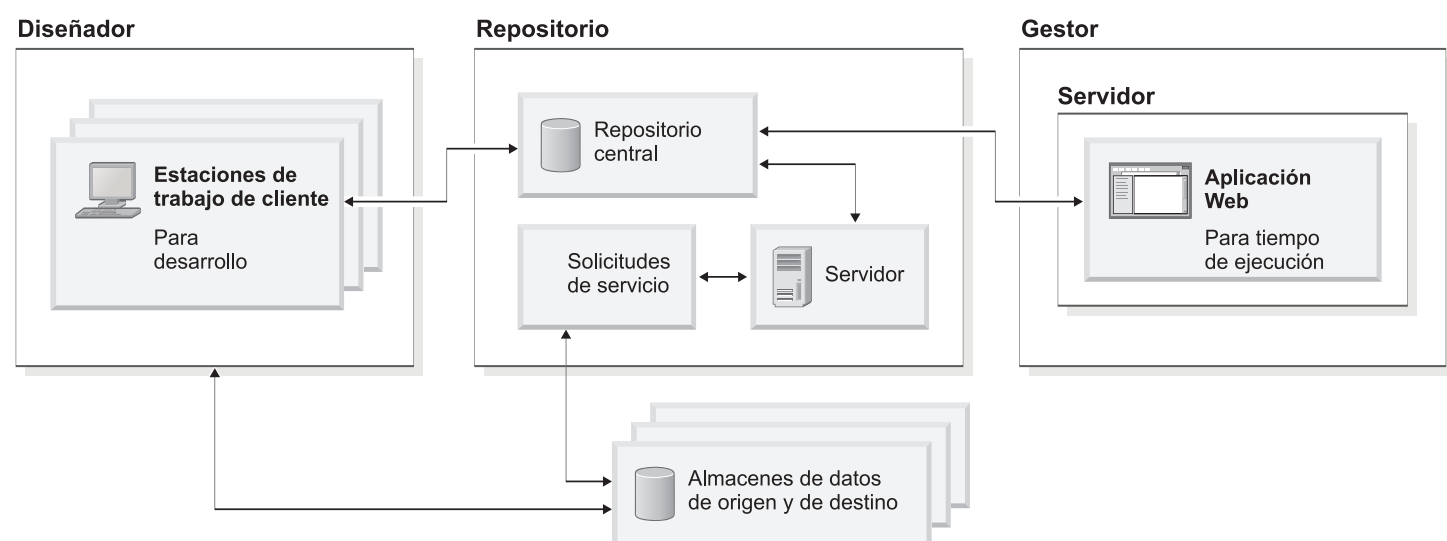 Diseñador
Estaciones de
trabajo de cliente
Para
desarrollo
Repositorio
Repositorio
central
Solicitudes
de servicio
Servidor
Gestor
Servidor
Aplicación
Web
Para tiempo
de ejecución
Almacenes de datos
de origen y de destino